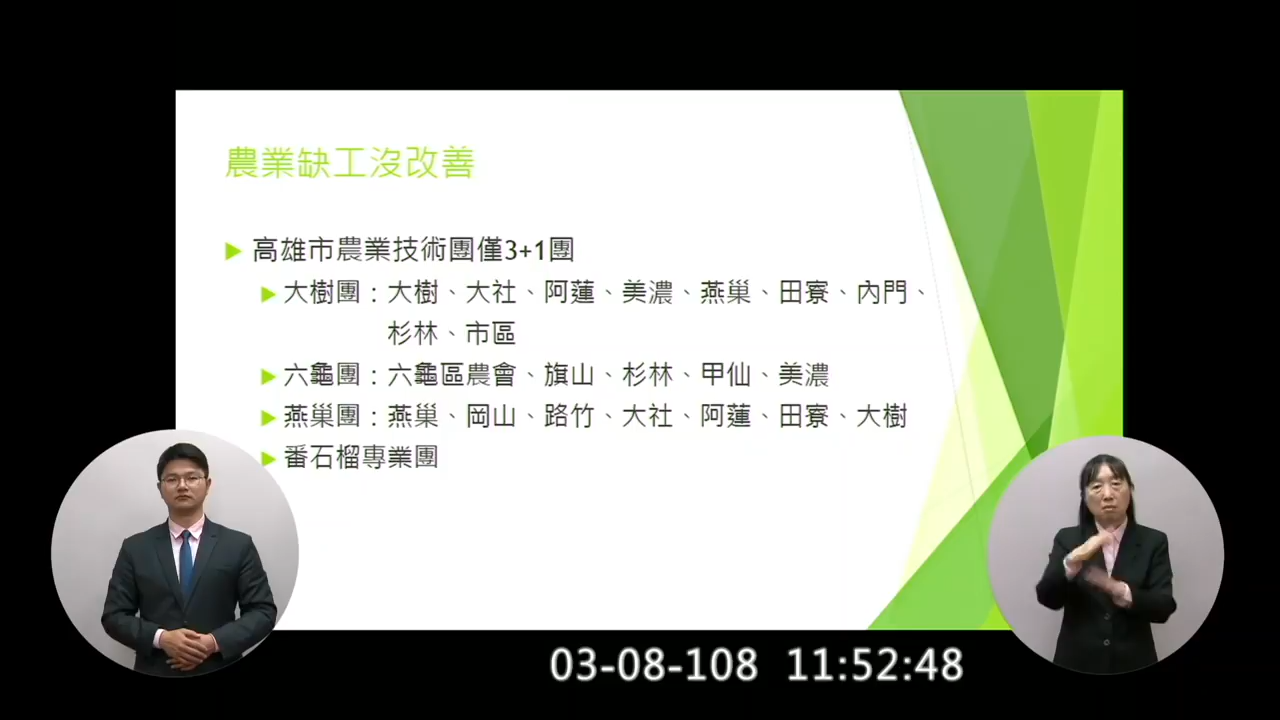 農業缺工沒改善
高雄市農業技術團僅3+1團
大樹團：大樹、大社、阿蓮、美濃、燕巢、田寮、內門、
杉林、市區
六龜團：六龜區農會、旗山、杉林、甲仙、美濃
燕巢團：燕巢、岡山、路竹、大社、阿蓮、田寮、大樹
番石榴專業團
03-08-108 11:52:48